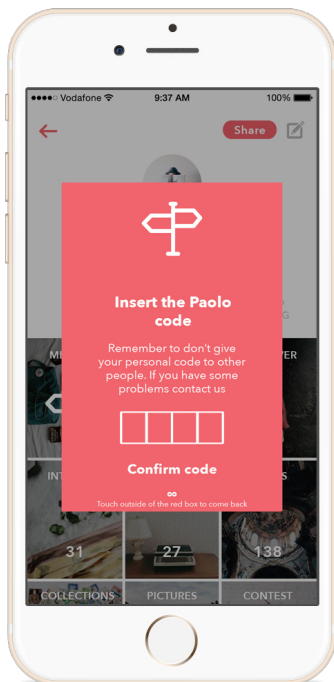 Vodafone 9:37 AM 100%
Share
Insert the Paolo
code
Remember to don't give
your personal code to other
people. If you have some
problems contact us
Confirm code
Touch outside of the red box to come back
31 27 138
COLLECTIONS PICTURES CONTEST